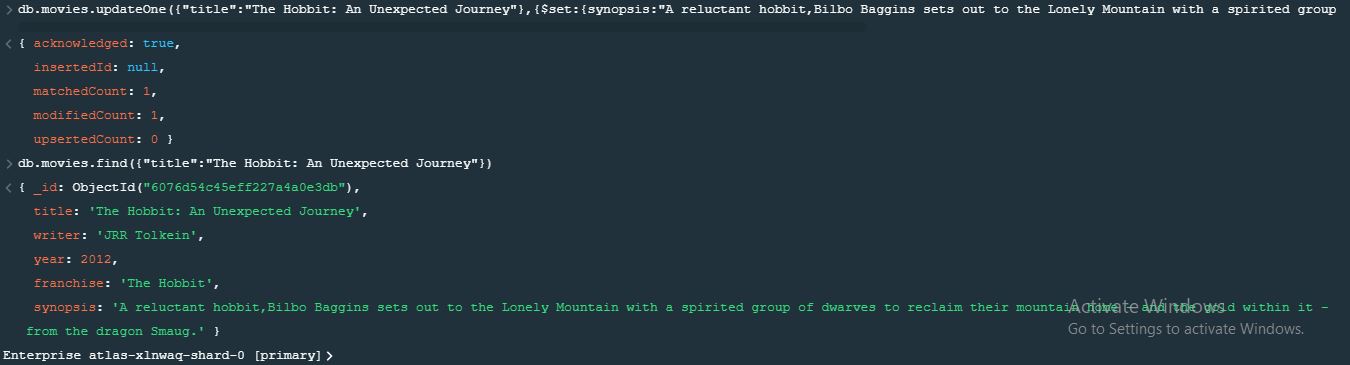 > db.movies.updateOne({"title":"The Hobbit: An Unexpected Journey"},{$set:{synopsis:"A reluctant hobbit,Bilbo Baggins sets out to the Lonely Mountain with a spirited group
< { acknowledged: true,
insertedId: null,
matchedCount: 1,
modifiedCount: 1,
upsertedCount: 0 }
> db.movies.find({"title":"The Hobbit: An Unexpected Journey"})
< { _id: ObjectId("6076d54c45eff227a4a0e3db"),
title: 'The Hobbit: An Unexpected Journey',
writer: 'JRR Tolkein',
year: 2012,
franchise: 'The Hobbit',
synopsis: 'A reluctant hobbit,Bilbo Baggins sets out to the Lonely Mountain with a spirited group of dwarves to reclaim their mountain home - and the gold within it -
from the dragon Smaug.' }
Activate Windows
Go to Settings to activate Windows.
Enterprise atlas-xlnwaq-shard-0 [primary]>